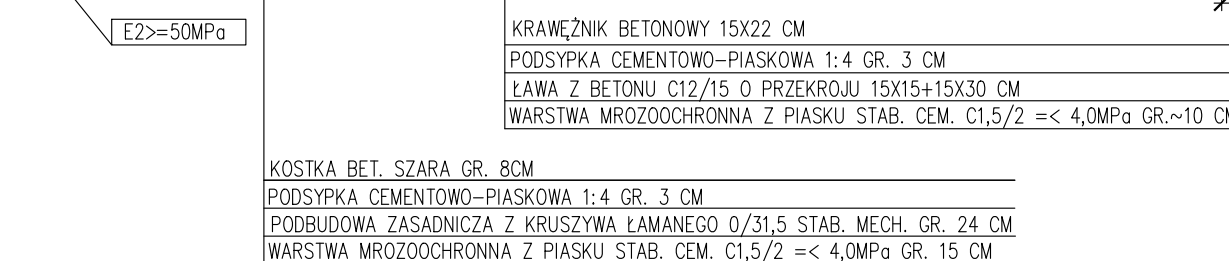 E2>=50MPa
KRAWĘŻNIK BETONOWY 15X22 CM
PODSYPKA CEMENTOWO-PIASKOWA 1:4 GR. 3 CM
ŁAWA Z BETONU C12/15 O PRZEKROJU 15X15+15X30 CM
WARSTWA MROZOOCHRONNA Z PIASKU STAB. CEM. C1,5/2 =< 4,0MPa GR.~10 CM
KOSTKA BET. SZARA GR. 8CM
PODSYPKA CEMENTOWO-PIASKOWA 1:4 GR. 3 CM
PODBUDOWA ZASADNICZA Z KRUSZYWA ŁAMANEGO 0/31,5 STAB. MECH. GR. 24 CM
WARSTWA MROZOOCHRONNA Z PIASKU STAB. CEM. C1,5/2 =< 4,0MPa GR. 15 CM